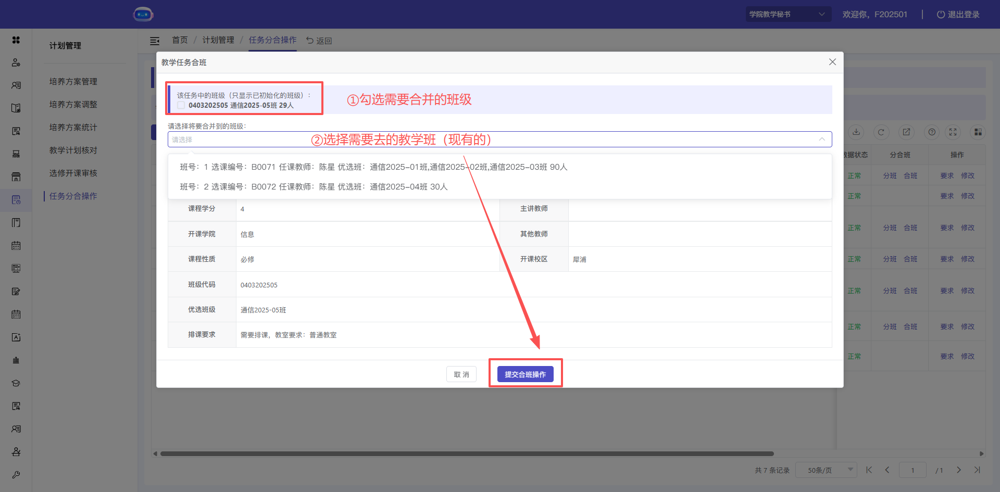 学院教学秘书
欢迎你，F202501
退出登录
计划管理
培养方案管理
培养方案调整
培养方案统计
教学计划核对
选修开课审核
任务分合操作
首页 / 计划管理 / 任务分合操作 返回
教学任务合班
该任务中的班级（只显示已初始化的班级）：
0403202505 通信2025-05班 29人
①勾选需要合并的班级
请选择将要合并到的班级：
请选择
②选择需要去的教学班（现有的）
班号：1 选课编号：B0071 任课教师：陈星 优选班：通信2025-01班,通信2025-02班,通信2025-03班 90人
班号：2 选课编号：B0072 任课教师：陈星 优选班：通信2025-04班 30人
课程学分 4 主讲教师
开课学院 信息 其他教师
课程性质 必修 开课校区 犀浦
班级代码 0403202505
优选班级 通信2025-05班
排课要求 需要排课，教室要求：普通教室
取 消
提交合班操作
据状态 分合班 操作
正常 分班 合班 要求 修改
正常 要求 修改
正常 分班 合班 要求 修改
正常 分班 合班 要求 修改
正常 分班 合班 要求 修改
正常 分班 合班 要求 修改
正常 要求 修改
共 7 条记录 50条/页 1 / 1